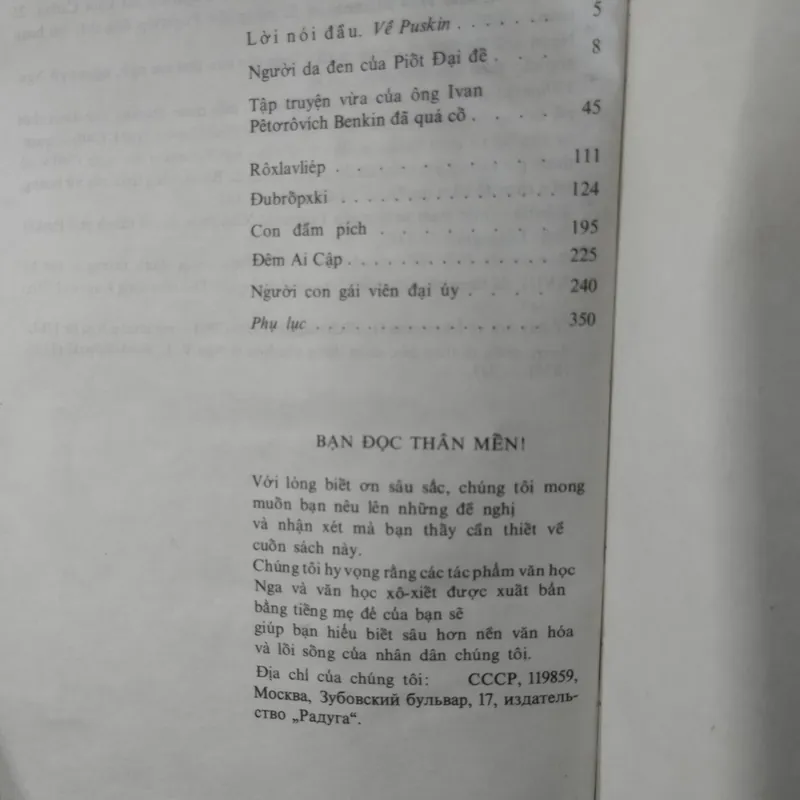 Lời nói đầu. Về Puskin . . . . . . . 5
Người da đen của Piốt Đại đế . . . . 8
Tập truyện vừa của ông Ivan
Pêtơrôvich Benkin đã quá cố . . . . . 45
Rôxlavliép . . . . . . . . . . . 111
Đubrốpxki . . . . . . . . . . . 124
Con đầm pích . . . . . . . . . 195
Đêm Ai Cập . . . . . . . . . . 225
Người con gái viên đại úy . . . . . 240
Phụ lục . . . . . . . . . . . . 350
BẠN ĐỌC THÂN MẾN!
Với lòng biết ơn sâu sắc, chúng tôi mong
muốn bạn nêu lên những đề nghị
và nhận xét mà bạn thấy cần thiết về
cuốn sách này.
Chúng tôi hy vọng rằng các tác phẩm văn học
Nga và văn học xô-xiết được xuất bản
bằng tiếng mẹ đẻ của bạn sẽ
giúp bạn hiểu biết sâu hơn nền văn hóa
và lối sống của nhân dân chúng tôi.
Địa chỉ của chúng tôi: СССР, 119859,
Москва, Зубовский бульвар, 17, издатель-
ство „Радуга“.